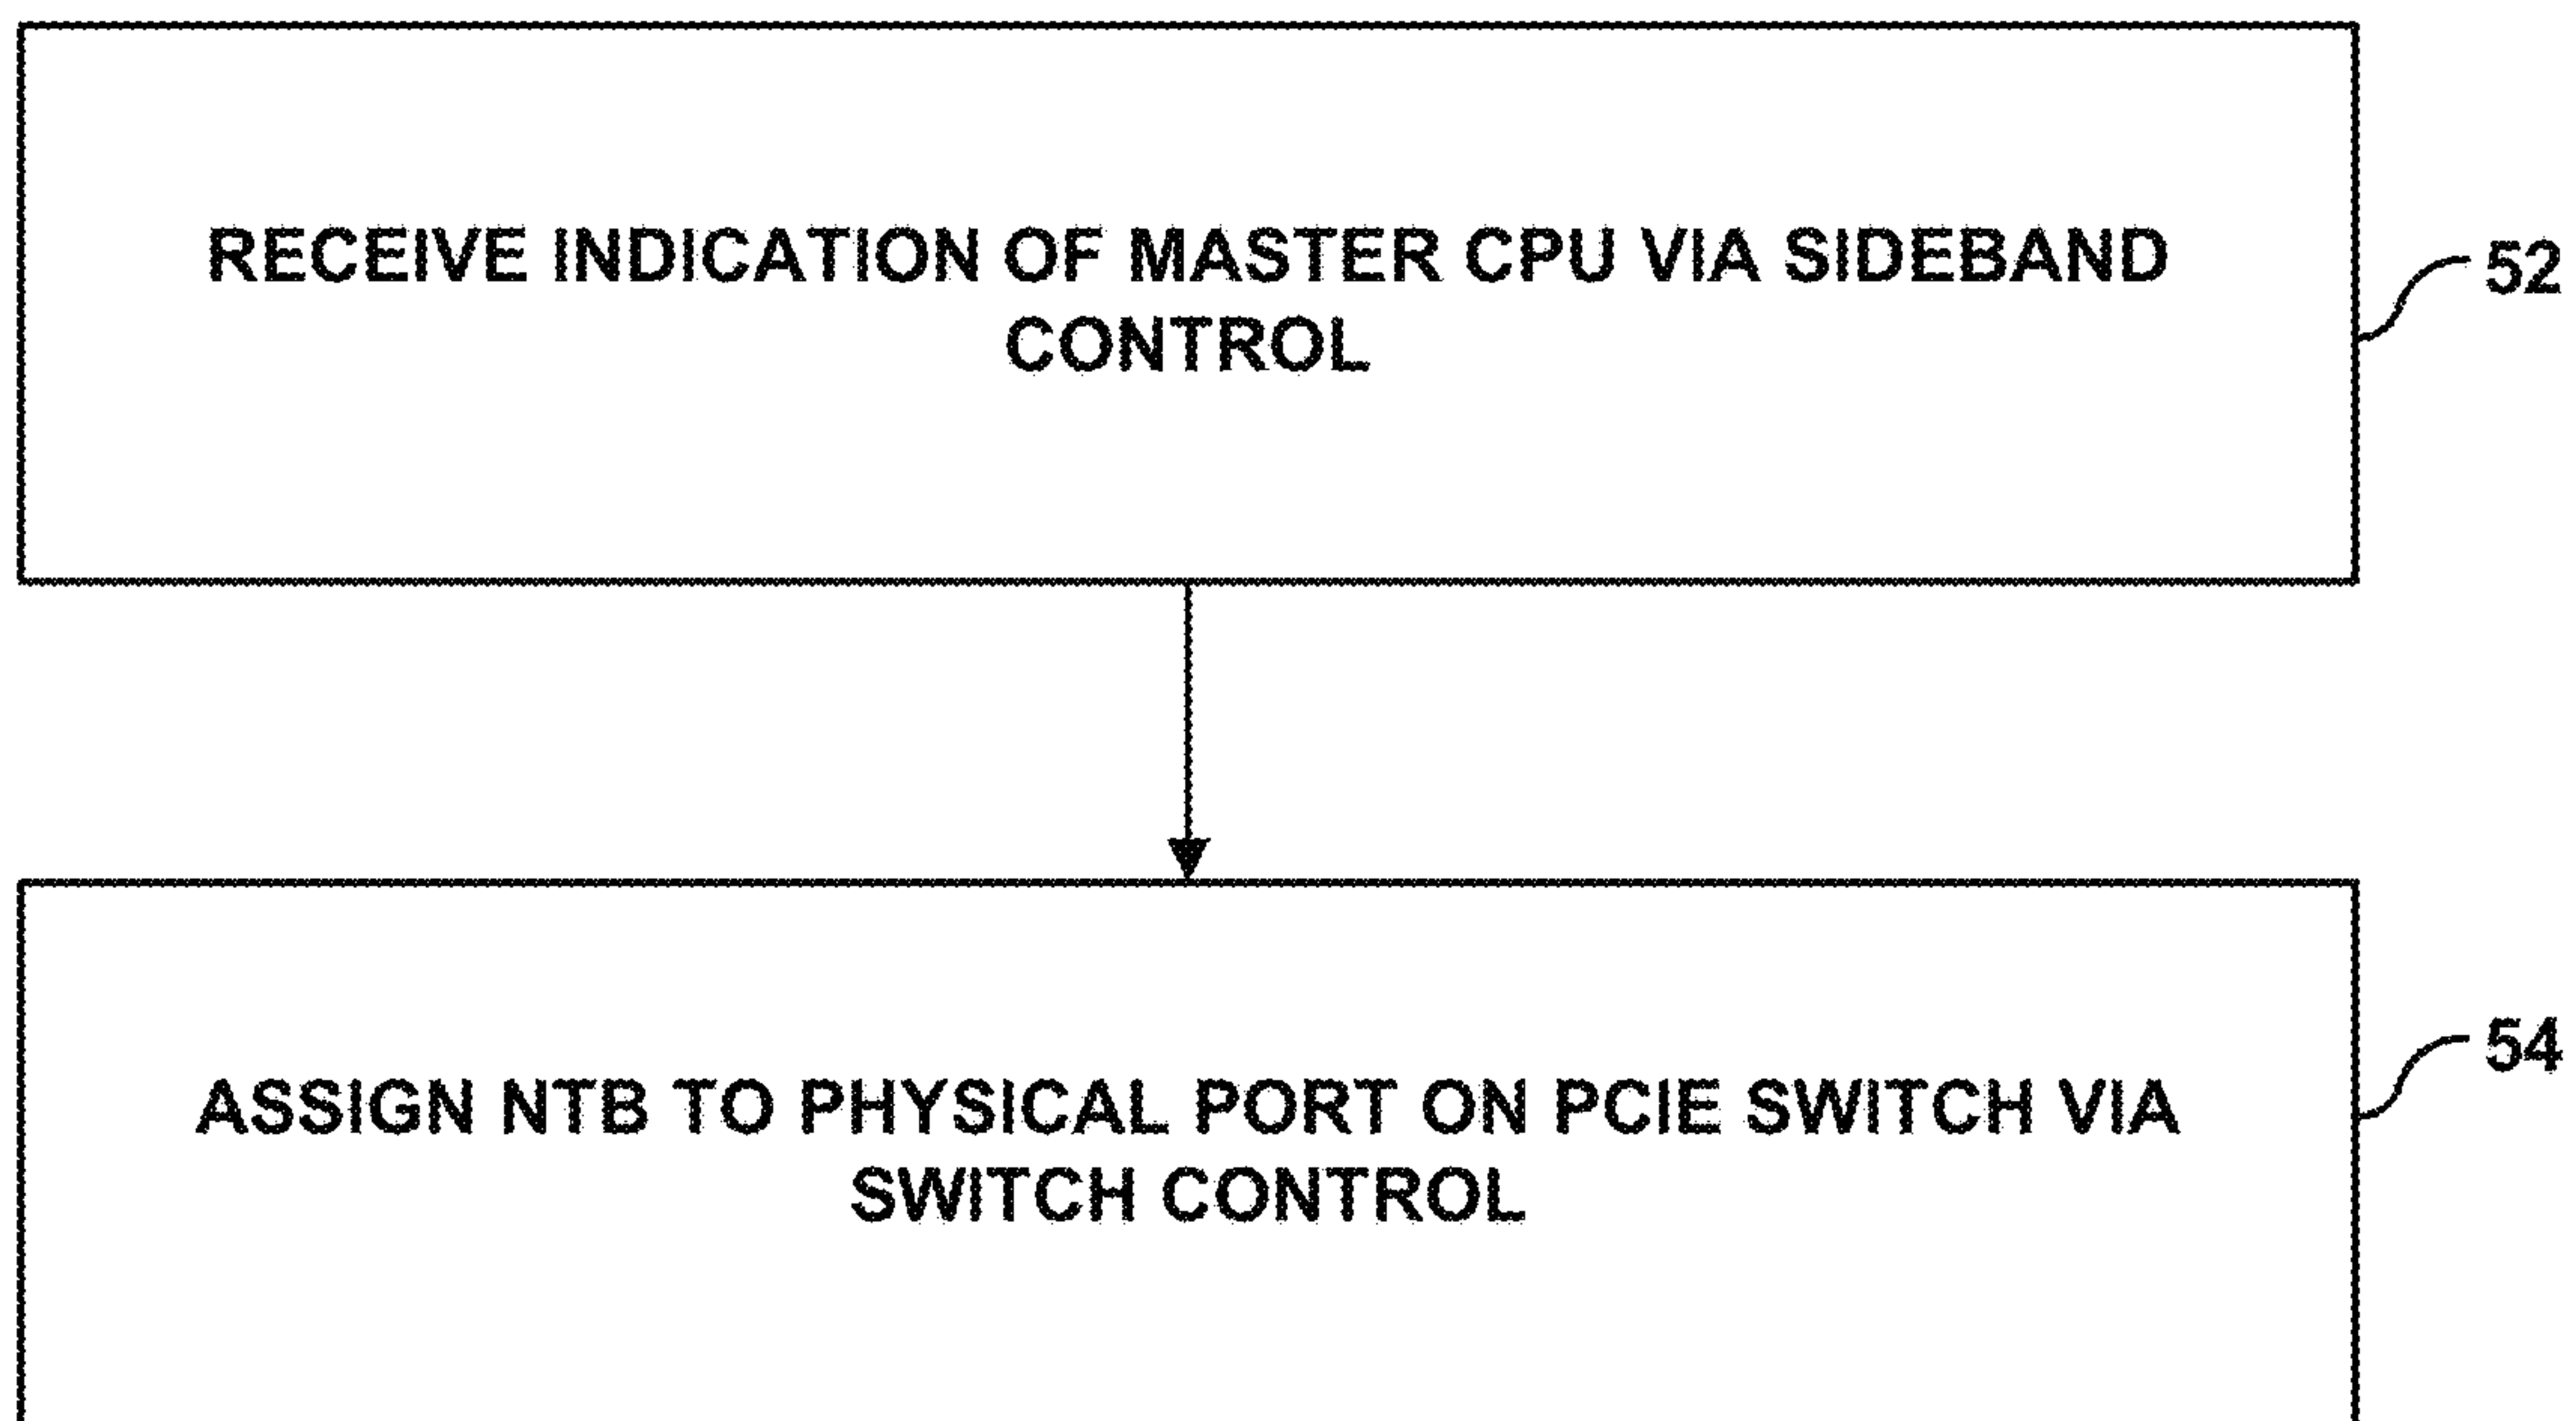 RECEIVE INDICATION OF MASTER CPU VIA SIDEBAND
CONTROL
52
ASSIGN NTB TO PHYSICAL PORT ON PCIE SWITCH VIA
SWITCH CONTROL
54